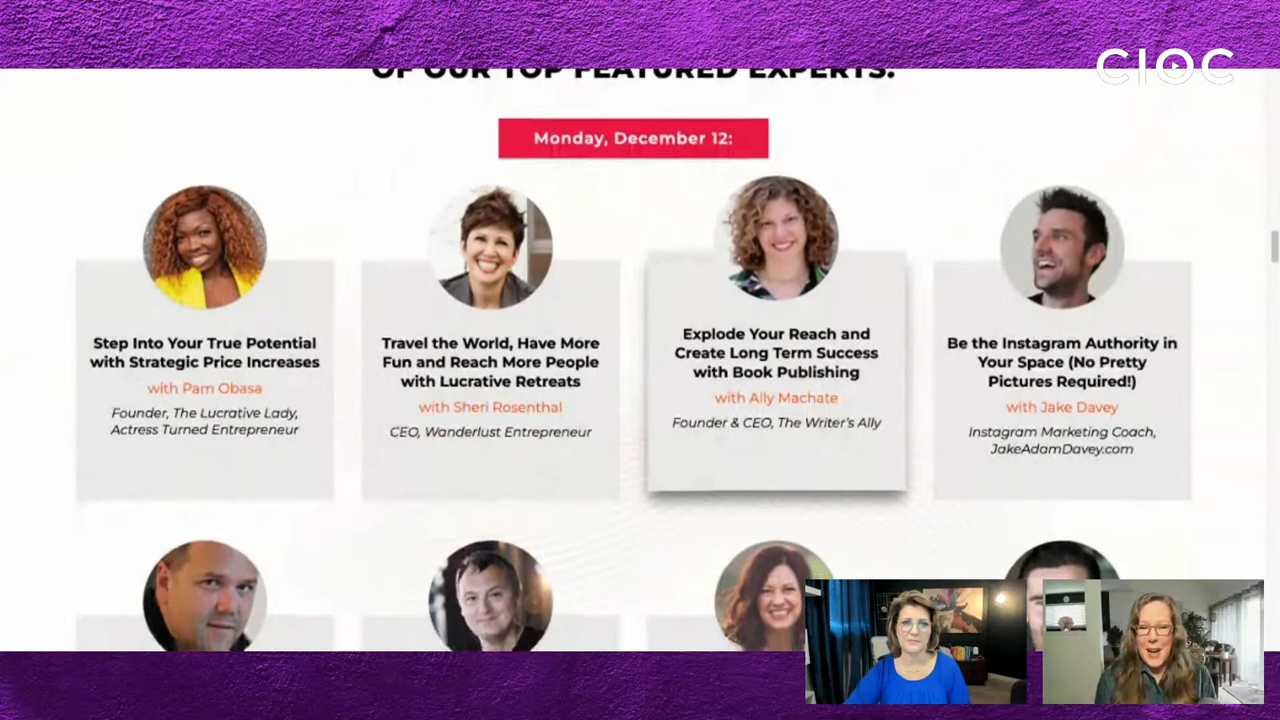 CIOC
OF OUR TOP FEATURED EXPERTS:
Monday, December 12:
Step Into Your True Potential
with Strategic Price Increases
with Pam Obasa
Founder, The Lucrative Lady,
Actress Turned Entrepreneur
Travel the World, Have More
Fun and Reach More People
with Lucrative Retreats
with Sheri Rosenthal
CEO, Wanderlust Entrepreneur
Explode Your Reach and
Create Long Term Success
with Book Publishing
with Ally Machate
Founder & CEO, The Writer's Ally
Be the Instagram Authority in
Your Space (No Pretty
Pictures Required!)
with Jake Davey
Instagram Marketing Coach,
JakeAdamDavey.com